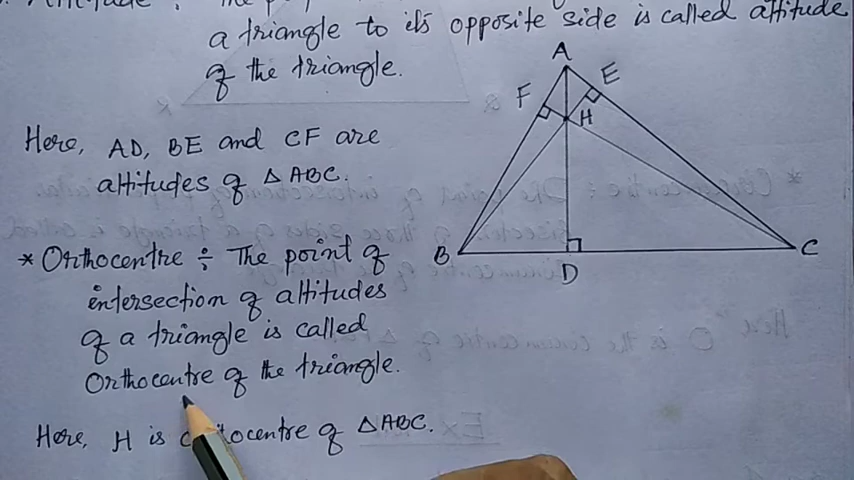 a triangle to its opposite side is called altitude
of the triangle.
Here, AD, BE and CF are
altitudes of △ABC.
* Orthocentre ÷ The point of
intersection of altitudes
of a triangle is called
Orthocentre of the triangle.
Here, H is orthocentre of △ABC.
A
F
E
H
B
C
D